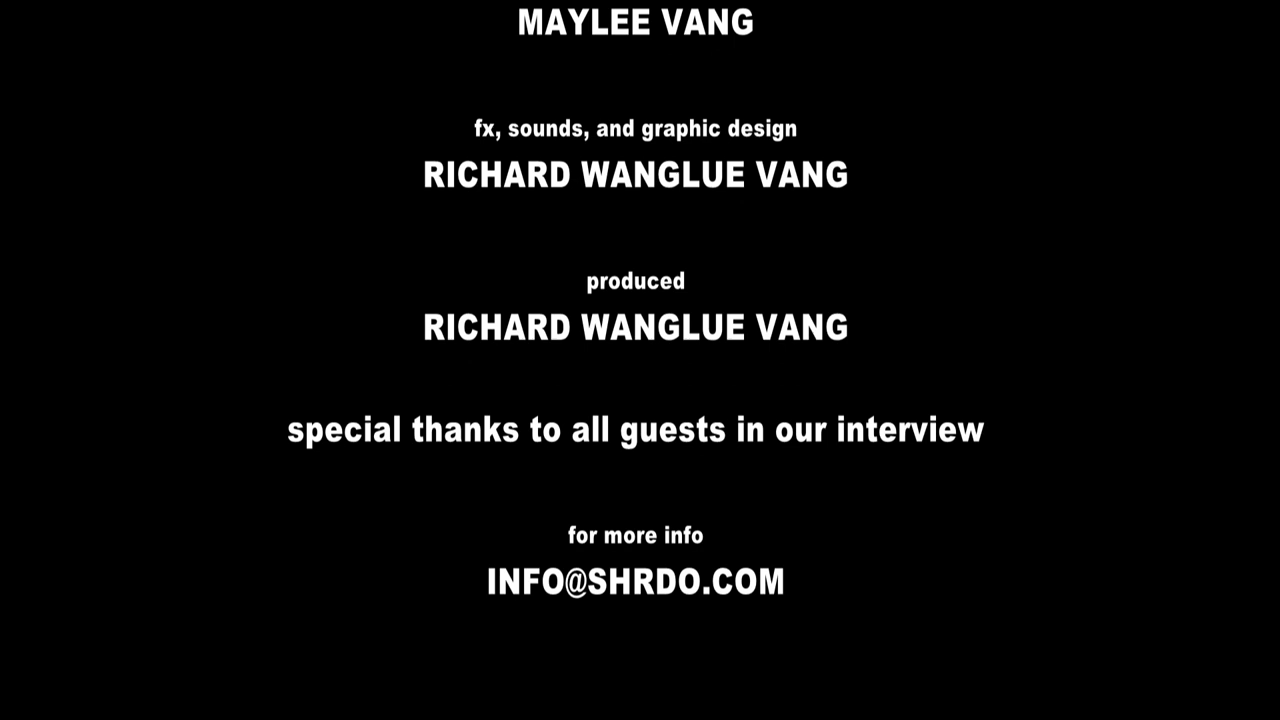 MAYLEE VANG
fx, sounds, and graphic design
RICHARD WANGLUE VANG
produced
RICHARD WANGLUE VANG
special thanks to all guests in our interview
for more info
INFO@SHRDO.COM